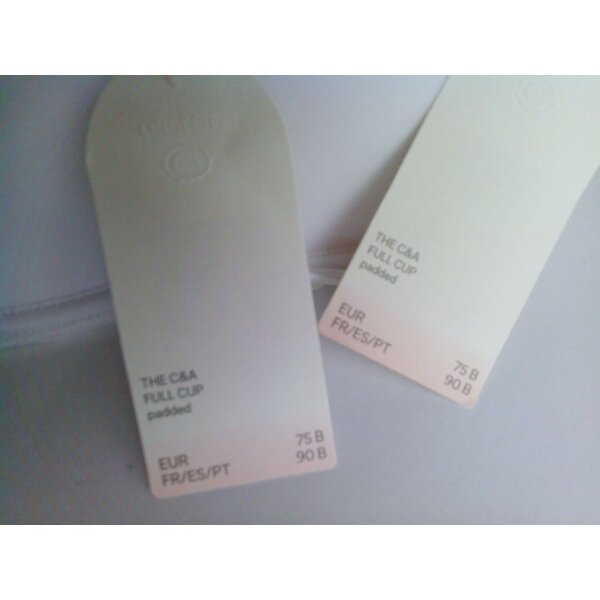 THE C&A
FULL CUP
padded
EUR 75 B
FR/ES/PT 90 B
THE C&A
FULL CUP
padded
EUR 75 B
FR/ES/PT 90 B